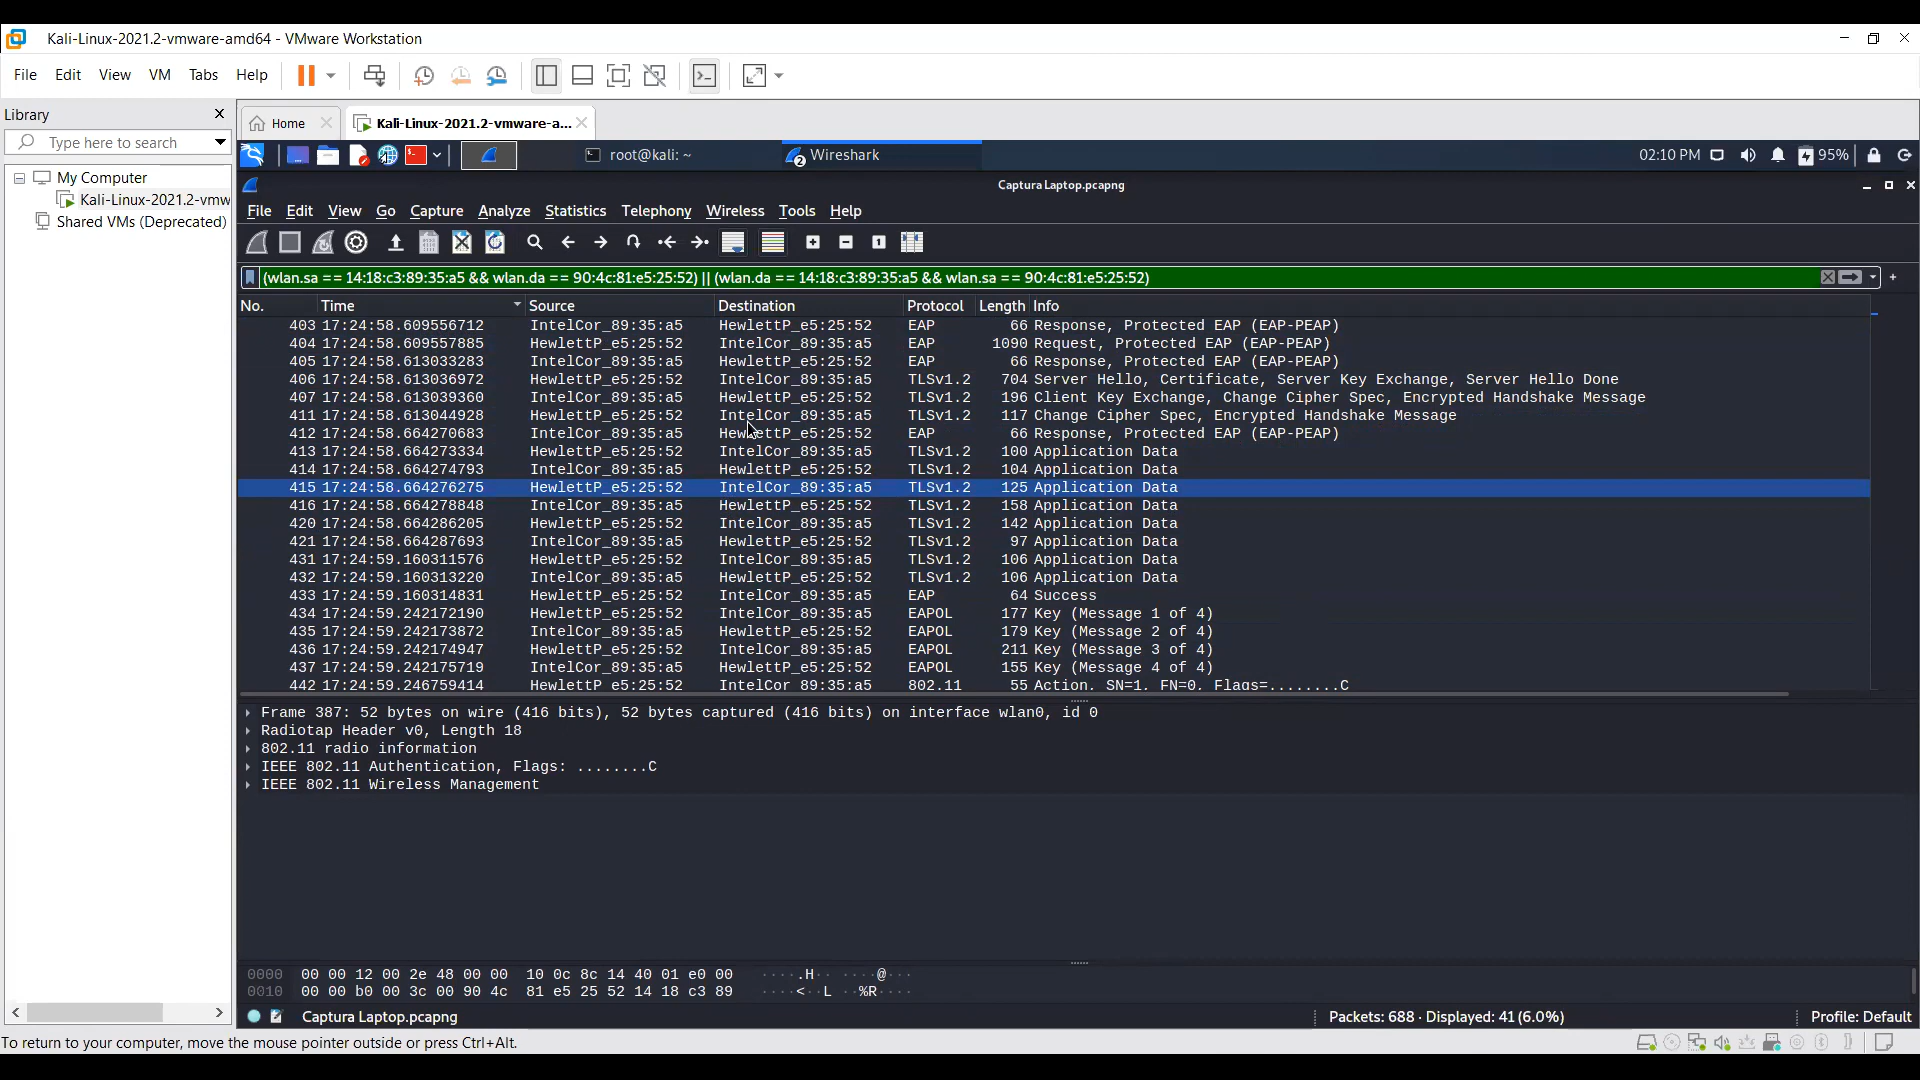 Kali-Linux-2021.2-vmware-amd64 - VMware Workstation
File Edit View VM Tabs Help
Library
Type here to search
My Computer
Kali-Linux-2021.2-vmw
Shared VMs (Deprecated)
Home
Kali-Linux-2021.2-vmware-a...
root@kali: ~
2 Wireshark
02:10 PM 95%
Captura Laptop.pcapng
File Edit View Go Capture Analyze Statistics Telephony Wireless Tools Help
(wlan.sa == 14:18:c3:89:35:a5 && wlan.da == 90:4c:81:e5:25:52) || (wlan.da == 14:18:c3:89:35:a5 && wlan.sa == 90:4c:81:e5:25:52)
No. Time Source Destination Protocol Length Info
403 17:24:58.609556712 IntelCor_89:35:a5 HewlettP_e5:25:52 EAP 66 Response, Protected EAP (EAP-PEAP)
404 17:24:58.609557885 HewlettP_e5:25:52 IntelCor_89:35:a5 EAP 1090 Request, Protected EAP (EAP-PEAP)
405 17:24:58.613033283 IntelCor_89:35:a5 HewlettP_e5:25:52 EAP 66 Response, Protected EAP (EAP-PEAP)
406 17:24:58.613036972 HewlettP_e5:25:52 IntelCor_89:35:a5 TLSv1.2 704 Server Hello, Certificate, Server Key Exchange, Server Hello Done
407 17:24:58.613039360 IntelCor_89:35:a5 HewlettP_e5:25:52 TLSv1.2 196 Client Key Exchange, Change Cipher Spec, Encrypted Handshake Message
411 17:24:58.613044928 HewlettP_e5:25:52 IntelCor_89:35:a5 TLSv1.2 117 Change Cipher Spec, Encrypted Handshake Message
412 17:24:58.664270683 IntelCor_89:35:a5 HewlettP_e5:25:52 EAP 66 Response, Protected EAP (EAP-PEAP)
413 17:24:58.664273334 HewlettP_e5:25:52 IntelCor_89:35:a5 TLSv1.2 100 Application Data
414 17:24:58.664274793 IntelCor_89:35:a5 HewlettP_e5:25:52 TLSv1.2 104 Application Data
415 17:24:58.664276275 HewlettP_e5:25:52 IntelCor_89:35:a5 TLSv1.2 125 Application Data
416 17:24:58.664278848 IntelCor_89:35:a5 HewlettP_e5:25:52 TLSv1.2 158 Application Data
420 17:24:58.664286205 HewlettP_e5:25:52 IntelCor_89:35:a5 TLSv1.2 142 Application Data
421 17:24:58.664287693 IntelCor_89:35:a5 HewlettP_e5:25:52 TLSv1.2 97 Application Data
431 17:24:59.160311576 HewlettP_e5:25:52 IntelCor_89:35:a5 TLSv1.2 106 Application Data
432 17:24:59.160313220 IntelCor_89:35:a5 HewlettP_e5:25:52 TLSv1.2 106 Application Data
433 17:24:59.160314831 HewlettP_e5:25:52 IntelCor_89:35:a5 EAP 64 Success
434 17:24:59.242172190 HewlettP_e5:25:52 IntelCor_89:35:a5 EAPOL 177 Key (Message 1 of 4)
435 17:24:59.242173872 IntelCor_89:35:a5 HewlettP_e5:25:52 EAPOL 179 Key (Message 2 of 4)
436 17:24:59.242174947 HewlettP_e5:25:52 IntelCor_89:35:a5 EAPOL 211 Key (Message 3 of 4)
437 17:24:59.242175719 IntelCor_89:35:a5 HewlettP_e5:25:52 EAPOL 155 Key (Message 4 of 4)
442 17:24:59.246759414 HewlettP_e5:25:52 IntelCor_89:35:a5 802.11 55 Action, SN=1, FN=0, Flags=........C
Frame 387: 52 bytes on wire (416 bits), 52 bytes captured (416 bits) on interface wlan0, id 0
Radiotap Header v0, Length 18
802.11 radio information
IEEE 802.11 Authentication, Flags: ........C
IEEE 802.11 Wireless Management
0000 00 00 12 00 2e 48 00 00 10 0c 8c 14 40 01 e0 00 ·····.H·· ····@···
0010 00 00 b0 00 3c 00 90 4c 81 e5 25 52 14 18 c3 89 ····<··L ··%R····
Captura Laptop.pcapng
Packets: 688 · Displayed: 41 (6.0%)
Profile: Default
To return to your computer, move the mouse pointer outside or press Ctrl+Alt.